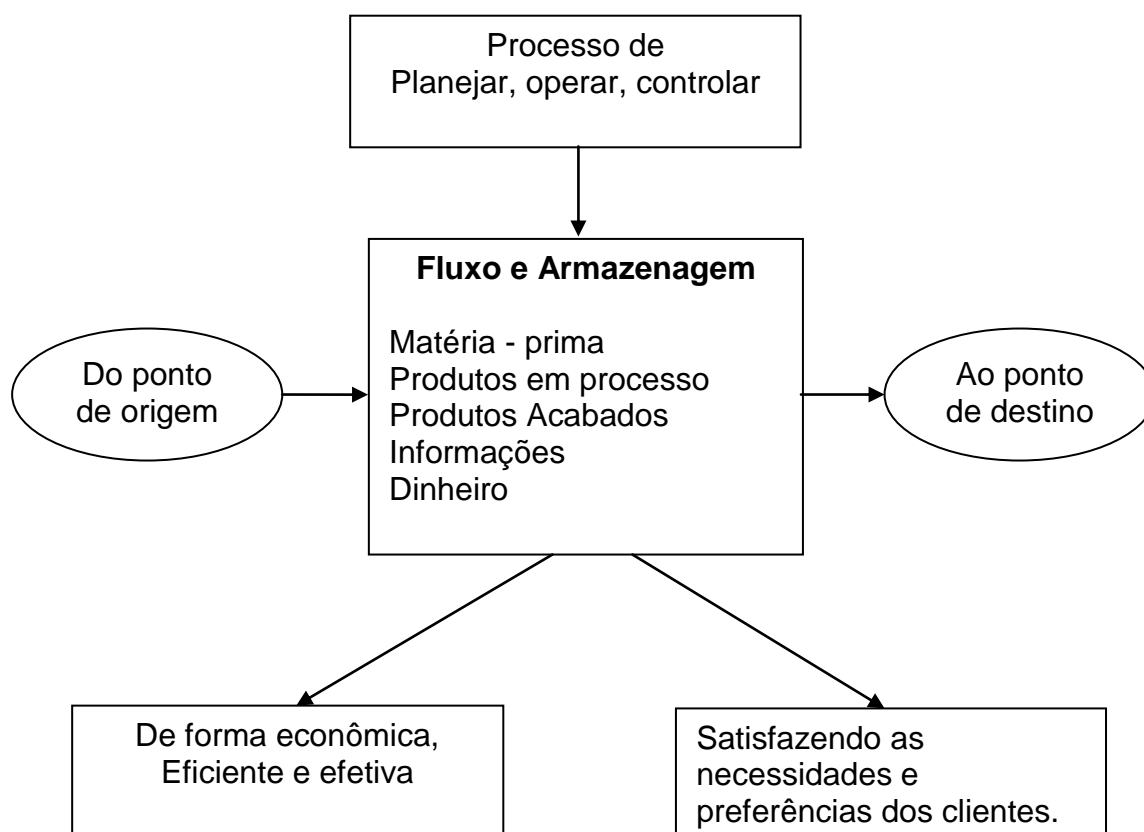 Processo de
Planejar, operar, controlar
Fluxo e Armazenagem
Do ponto
de origem
Matéria - prima
Produtos em processo
Produtos Acabados
Informações
Dinheiro
Ao ponto
de destino
De forma econômica,
Eficiente e efetiva
Satisfazendo as
necessidades e
preferências dos clientes.